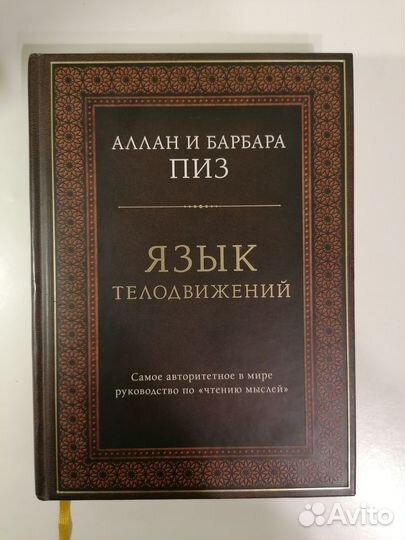 АЛЛАН И БАРБАРА
ПИЗ
ЯЗЫК
ТЕЛОДВИЖЕНИЙ
Самое авторитетное в мире
руководство по «чтению мыслей»
Avito